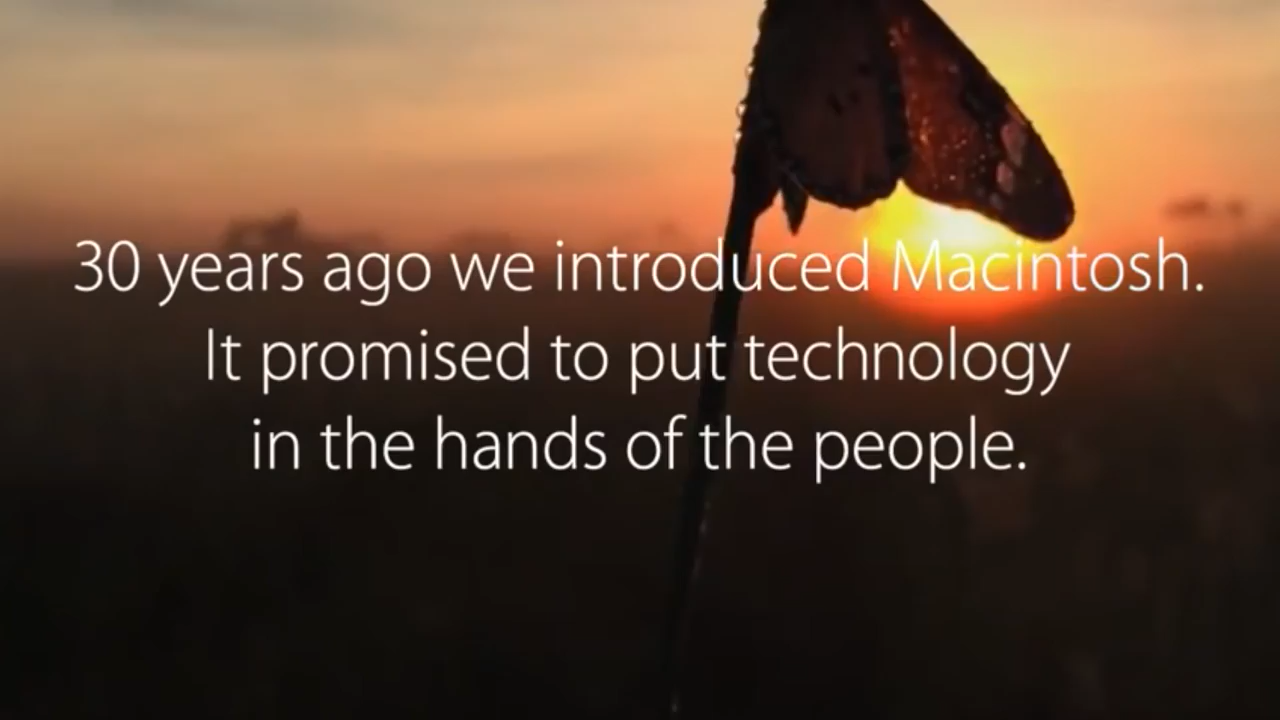 30 years ago we introduced Macintosh.
It promised to put technology
in the hands of the people.